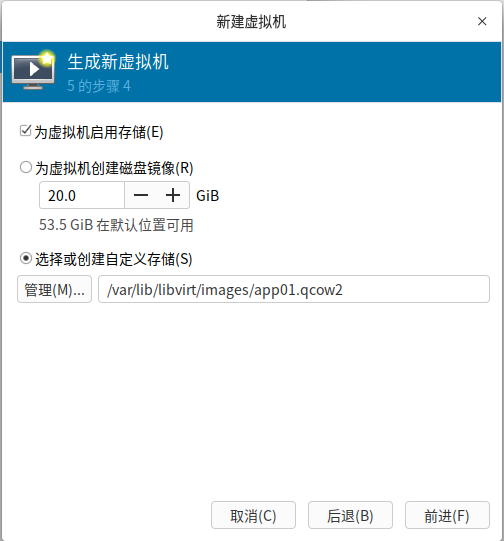 新建虚拟机
生成新虚拟机
5 的步骤 4
为虚拟机启用存储(E)
为虚拟机创建磁盘镜像(R)
20.0 GiB
53.5 GiB 在默认位置可用
选择或创建自定义存储(S)
管理(M)... /var/lib/libvirt/images/app01.qcow2
取消(C) 后退(B) 前进(F)